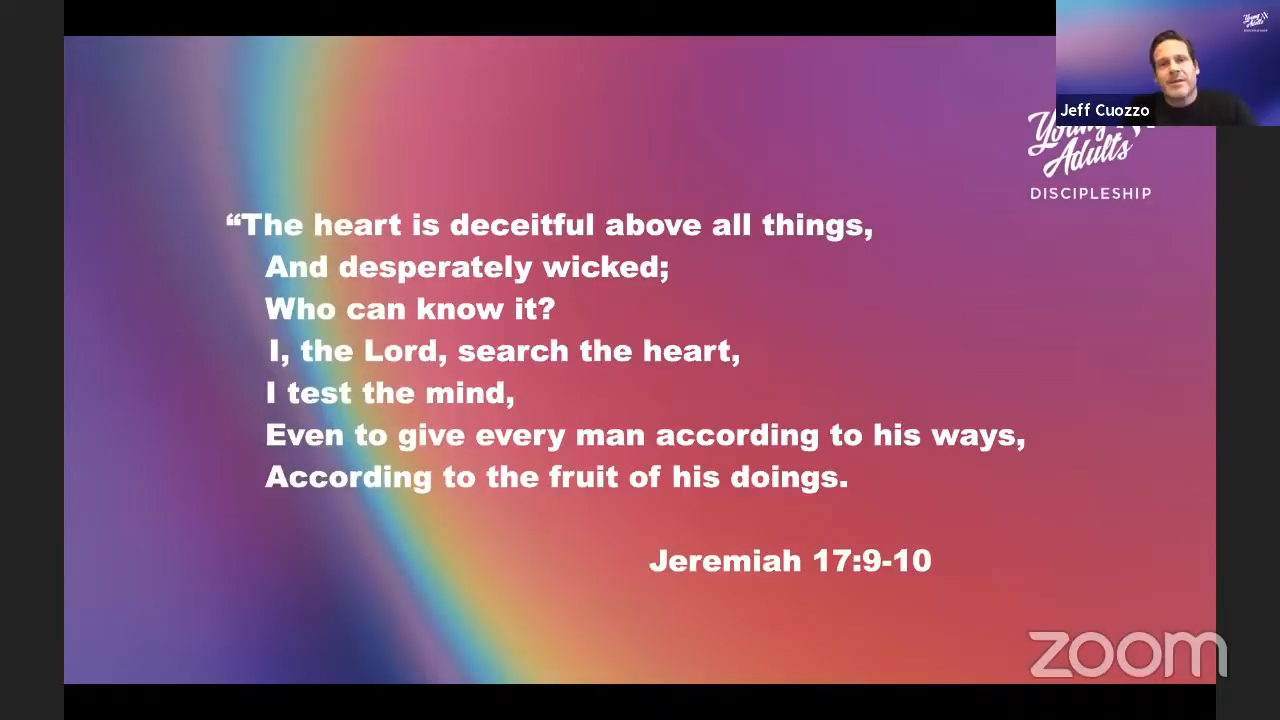 Jeff Cuozzo
Young
Adults
DISCIPLESHIP
“The heart is deceitful above all things,
And desperately wicked;
Who can know it?
I, the Lord, search the heart,
I test the mind,
Even to give every man according to his ways,
According to the fruit of his doings.
Jeremiah 17:9-10
zoom